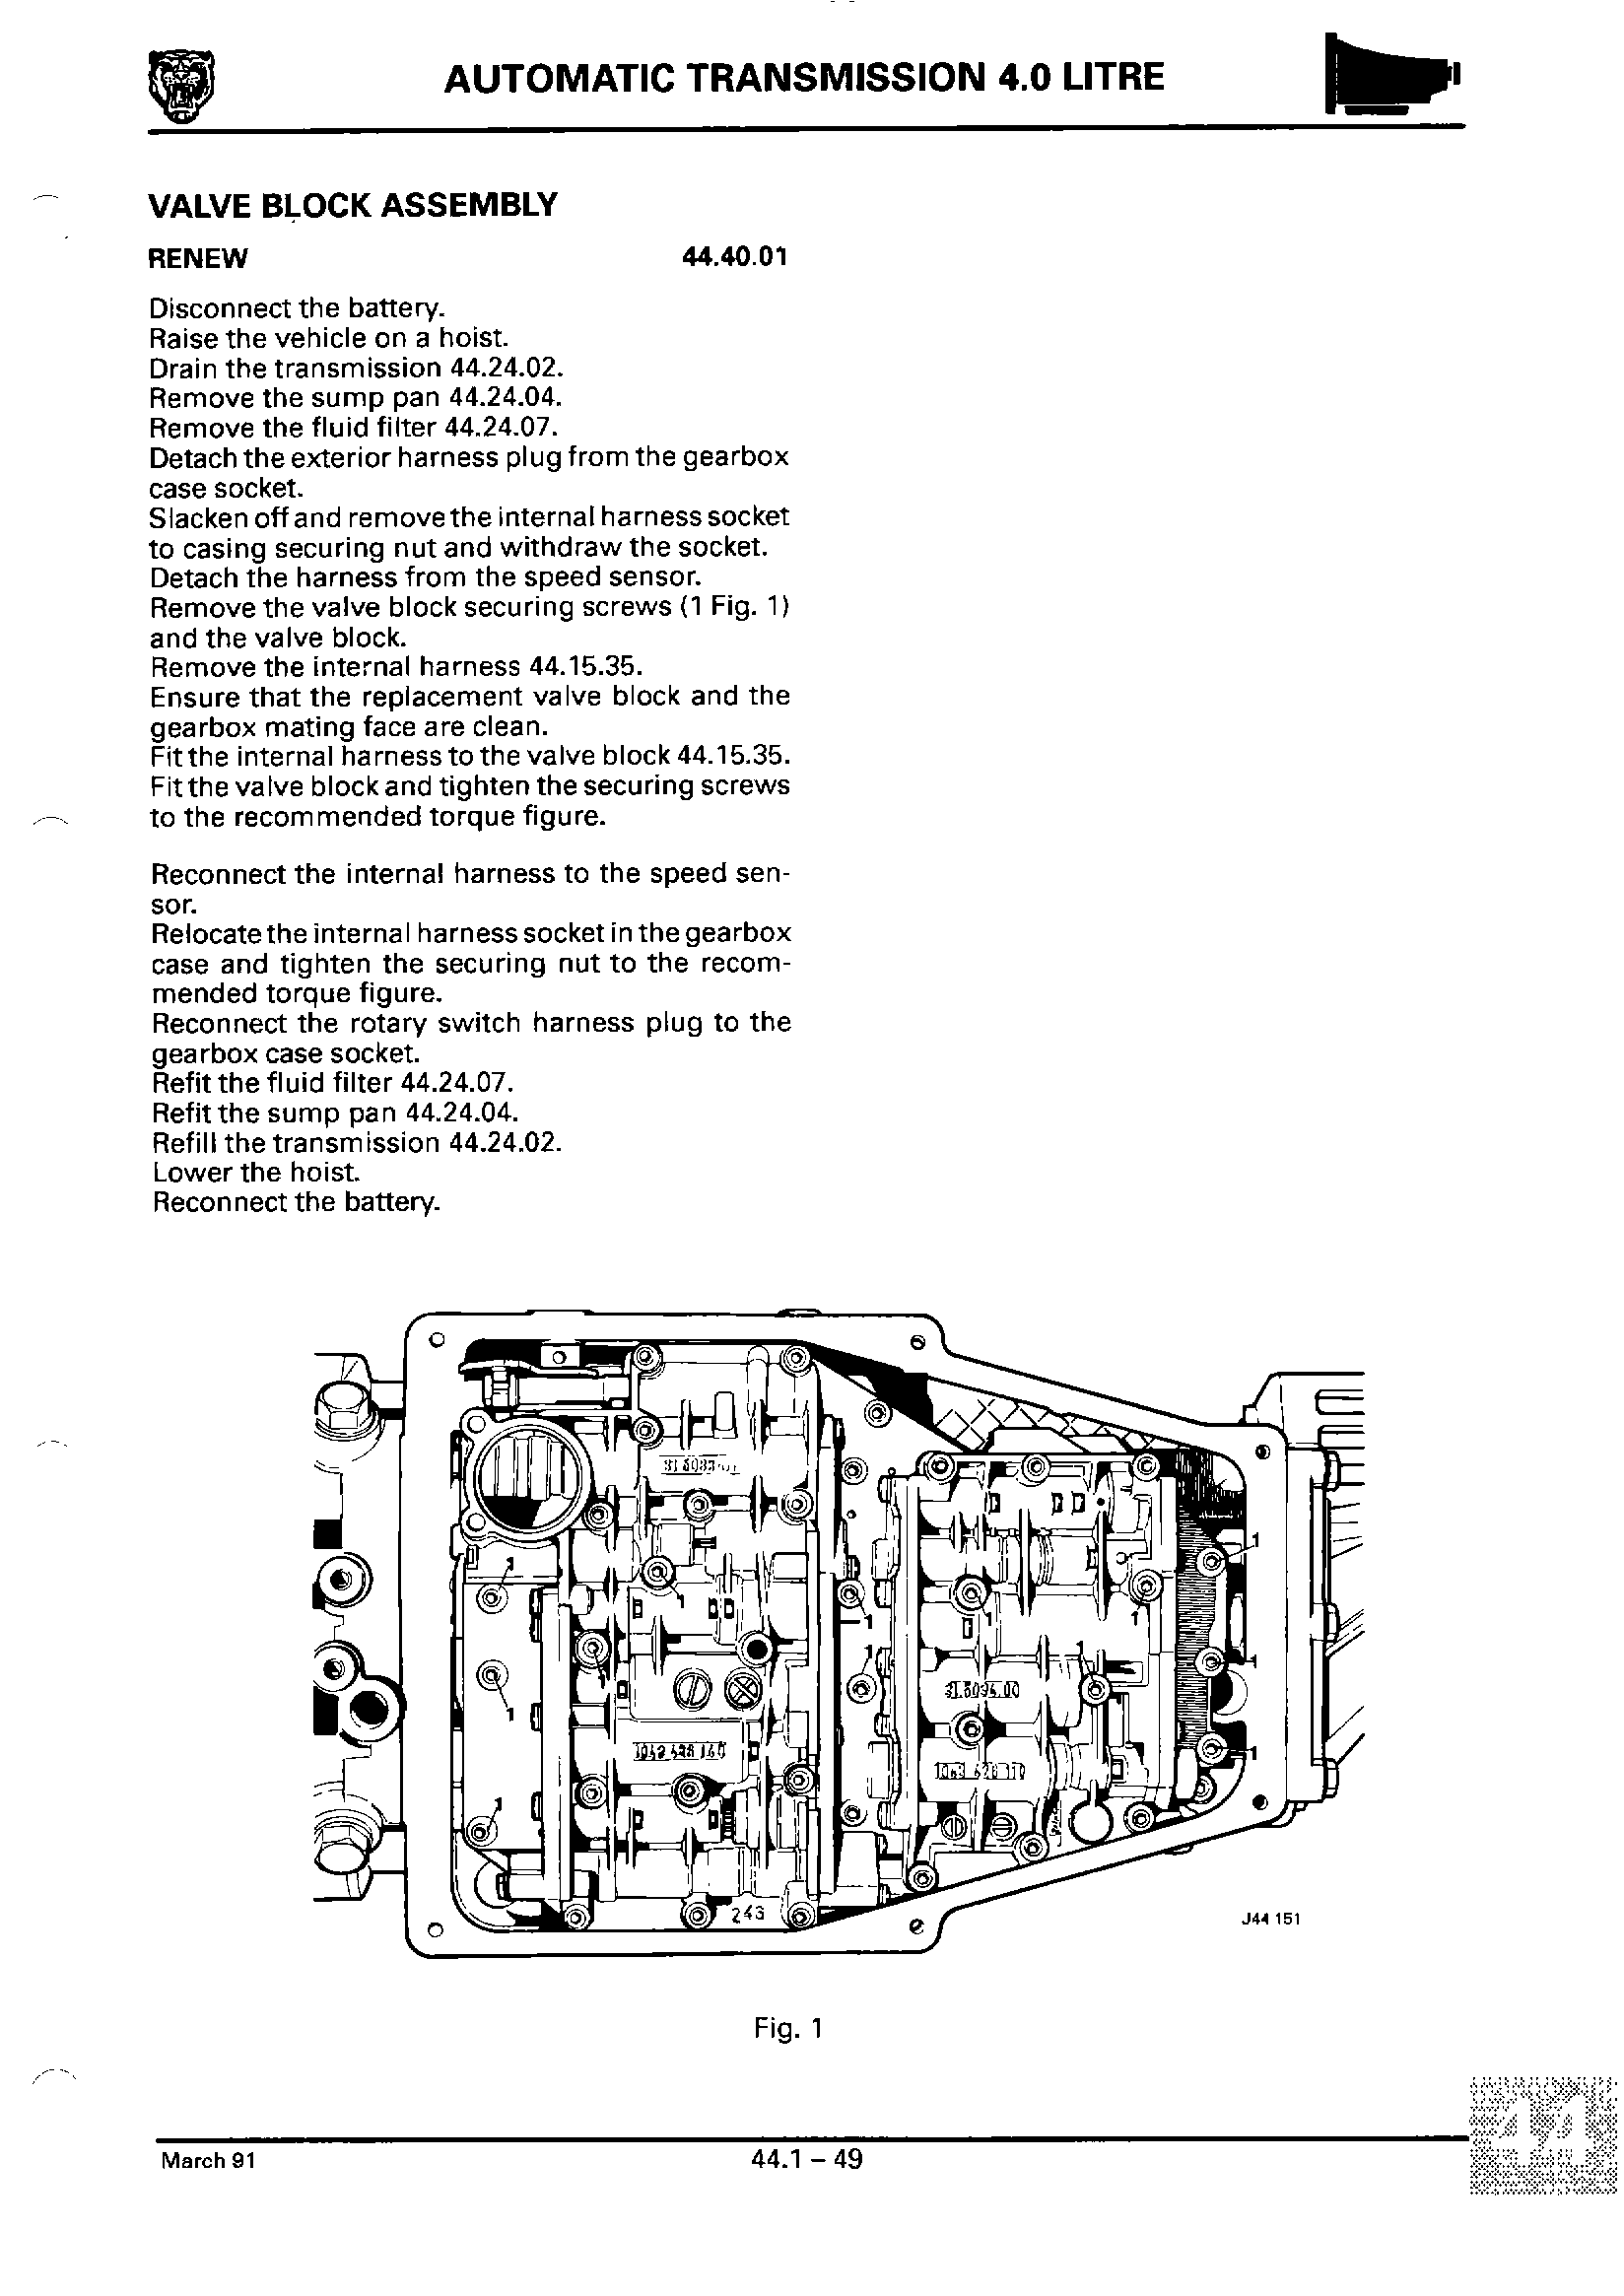 AUTOMATIC TRANSMISSION 4.0 LITRE
VALVE BLOCK ASSEMBLY
RENEW 44.40.01
Disconnect the battery.
Raise the vehicle on a hoist.
Drain the transmission 44.24.02.
Remove the sump pan 44.24.04.
Remove the fluid filter 44.24.07.
Detach the exterior harness plug from the gearbox
case socket.
Slacken off and remove the internal harness socket
to casing securing nut and withdraw the socket.
Detach the harness from the speed sensor.
Remove the valve block securing screws (1 Fig. 1)
and the valve block.
Remove the internal harness 44.15.35.
Ensure that the replacement valve block and the
gearbox mating face are clean.
Fit the internal harness to the valve block 44.15.35.
Fit the valve block and tighten the securing screws
to the recommended torque figure.
Reconnect the internal harness to the speed sen-
sor.
Relocate the internal harness socket in the gearbox
case and tighten the securing nut to the recom-
mended torque figure.
Reconnect the rotary switch harness plug to the
gearbox case socket.
Refit the fluid filter 44.24.07.
Refit the sump pan 44.24.04.
Refill the transmission 44.24.02.
Lower the hoist.
Reconnect the battery.
1
1
1
1
1
1
1
1
1
1
1
1
1
1
243
J44 151
Fig. 1
44
March 91
44.1 – 49